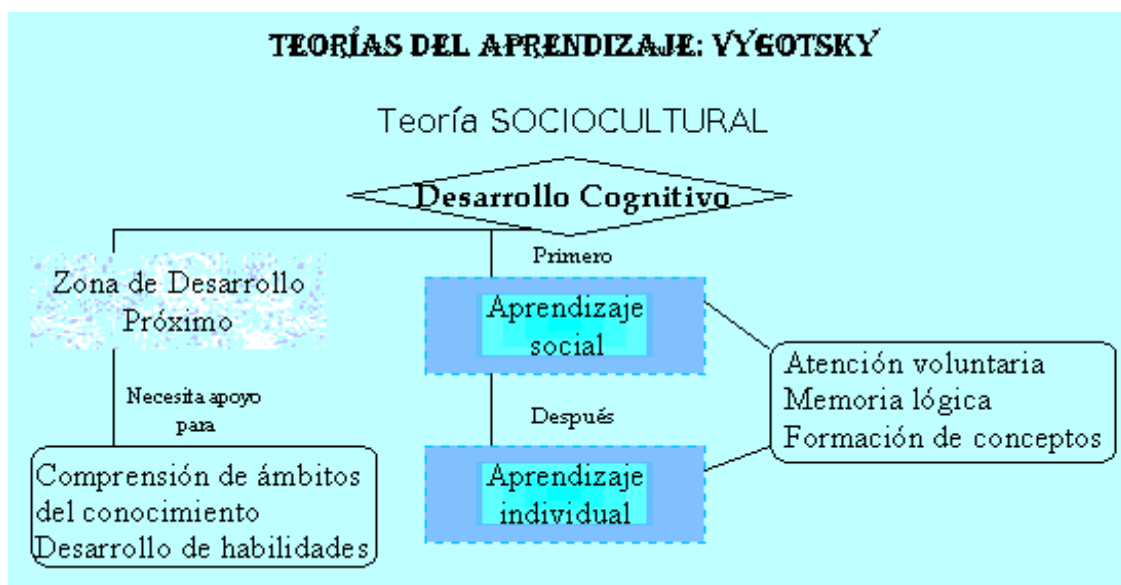 TEORÍAS DEL APRENDIZAJE: VYGOTSKY
Teoría SOCIOCULTURAL
Desarrollo Cognitivo
Zona de Desarrollo
Próximo
Necesita apoyo
para
Comprensión de ámbitos
del conocimiento
Desarrollo de habilidades
Primero
Aprendizaje
social
Después
Aprendizaje
individual
Atención voluntaria
Memoria lógica
Formación de conceptos